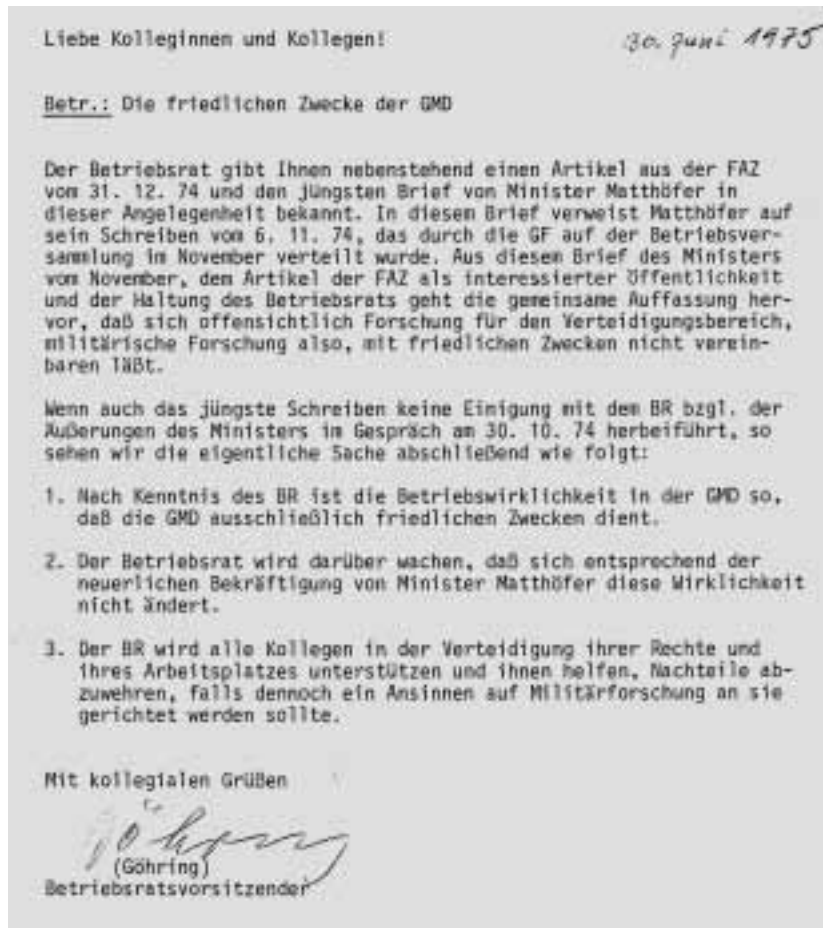 Liebe Kolleginnen und Kollegen!
30. Juni 1975
Betr.: Die friedlichen Zwecke der GMD
Der Betriebsrat gibt Ihnen nebenstehend einen Artikel aus der FAZ
vom 31. 12. 74 und den jüngsten Brief von Minister Matthöfer in
dieser Angelegenheit bekannt. In diesem Brief verweist Matthöfer auf
sein Schreiben vom 6. 11. 74, das durch die GF auf der Betriebsver-
sammlung im November verteilt wurde. Aus diesem Brief des Ministers
vom November, dem Artikel der FAZ als interessierter Öffentlichkeit
und der Haltung des Betriebsrats geht die gemeinsame Auffassung her-
vor, daß sich offensichtlich Forschung für den Verteidigungsbereich,
militärische Forschung also, mit friedlichen Zwecken nicht verein-
baren läßt.
Wenn auch das jüngste Schreiben keine Einigung mit dem BR bzgl. der
Äußerungen des Ministers im Gespräch am 30. 10. 74 herbeiführt, so
sehen wir die eigentliche Sache abschließend wie folgt:
1. Nach Kenntnis des BR ist die Betriebswirklichkeit in der GMD so,
daß die GMD ausschließlich friedlichen Zwecken dient.
2. Der Betriebsrat wird darüber wachen, daß sich entsprechend der
neuerlichen Bekräftigung von Minister Matthöfer diese Wirklichkeit
nicht ändert.
3. Der BR wird alle Kollegen in der Verteidigung ihrer Rechte und
ihres Arbeitsplatzes unterstützen und ihnen helfen, Nachteile ab-
zuwehren, falls dennoch ein Ansinnen auf Militärforschung an sie
gerichtet werden sollte.
Mit kollegialen Grüßen
Göhring
(Göhring)
Betriebsratsvorsitzender